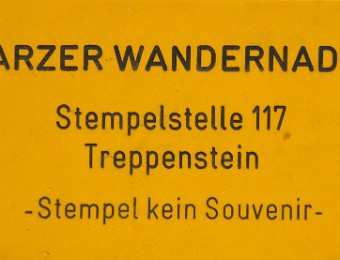 ARZER WANDERNAD
Stempelstelle 117
Treppenstein
-Stempel kein Souvenir-